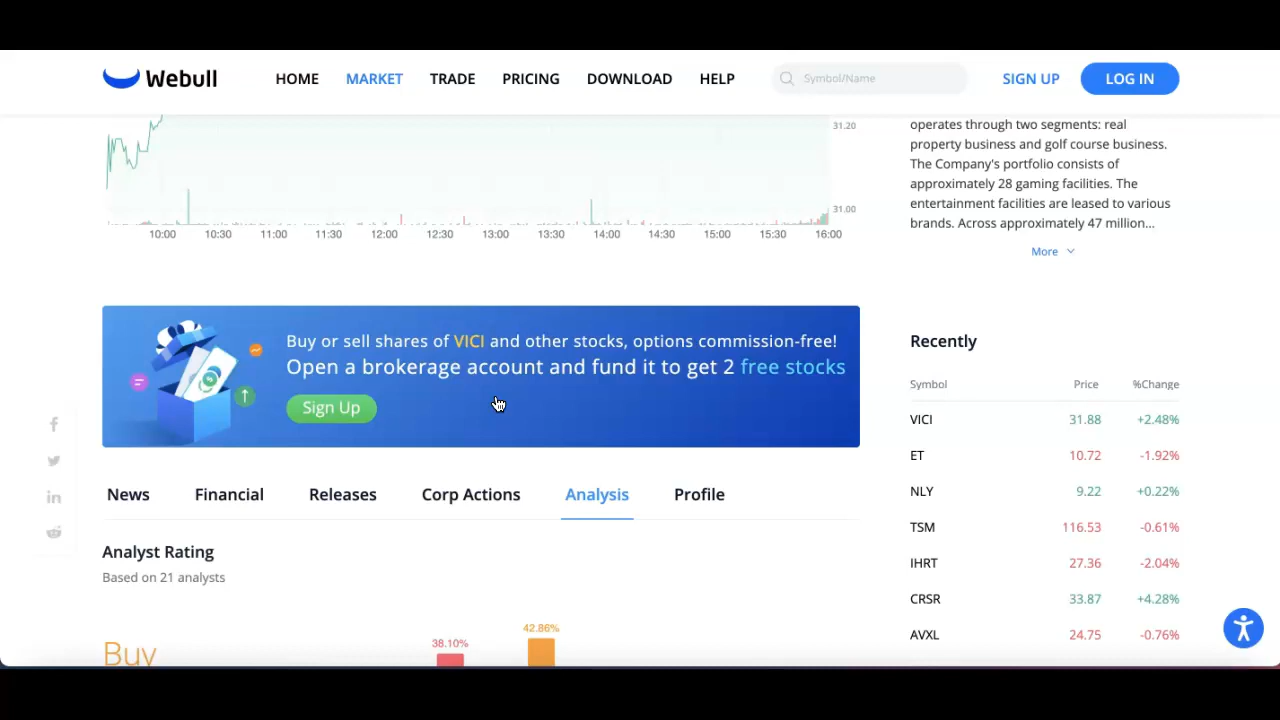 Webull
HOME MARKET TRADE PRICING DOWNLOAD HELP
Symbol/Name
SIGN UP
LOG IN
31.20
31.00
10:00 10:30 11:00 11:30 12:00 12:30 13:00 13:30 14:00 14:30 15:00 15:30 16:00
operates through two segments: real
property business and golf course business.
The Company's portfolio consists of
approximately 28 gaming facilities. The
entertainment facilities are leased to various
brands. Across approximately 47 million...
More
Buy or sell shares of VICI and other stocks, options commission-free!
Open a brokerage account and fund it to get 2 free stocks
Sign Up
News Financial Releases Corp Actions Analysis Profile
Analyst Rating
Based on 21 analysts
Buy
38.10%
42.86%
Recently
Symbol Price %Change
VICI 31.88 +2.48%
ET 10.72 -1.92%
NLY 9.22 +0.22%
TSM 116.53 -0.61%
IHRT 27.36 -2.04%
CRSR 33.87 +4.28%
AVXL 24.75 -0.76%